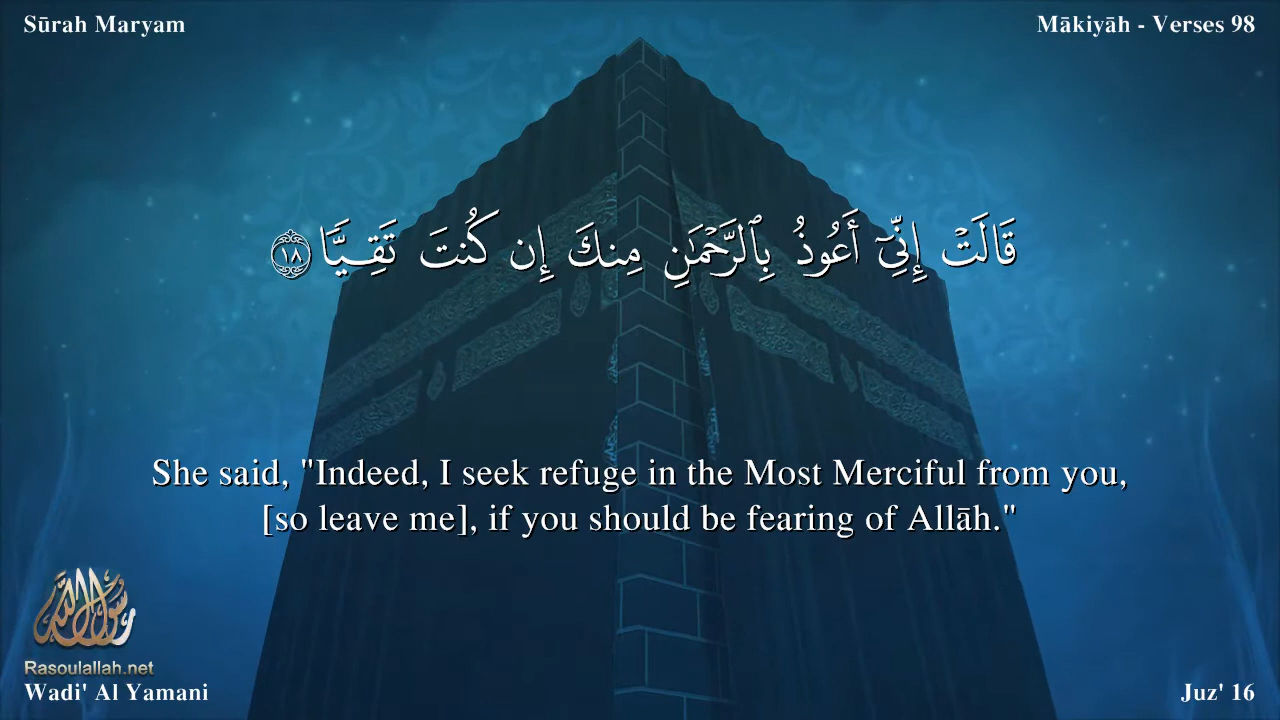 Sūrah Maryam
Mākiyāh - Verses 98
قَالَتْ إِنِّىٓ أَعُوذُ بِٱلرَّحْمَٰنِ مِنكَ إِن كُنتَ تَقِيًّا ١٨
She said, "Indeed, I seek refuge in the Most Merciful from you,
[so leave me], if you should be fearing of Allāh."
رسول الله
Rasoulallah.net
Wadi' Al Yamani
Juz' 16